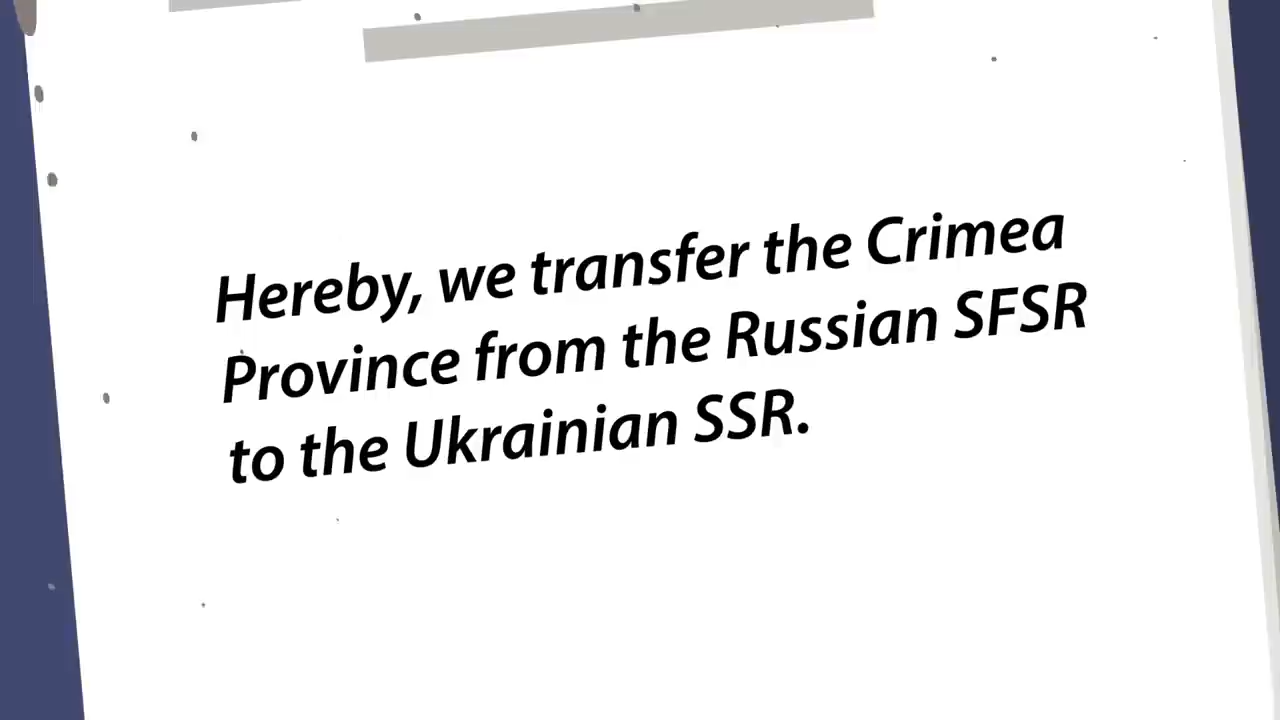 Hereby, we transfer the Crimea
Province from the Russian SFSR
to the Ukrainian SSR.